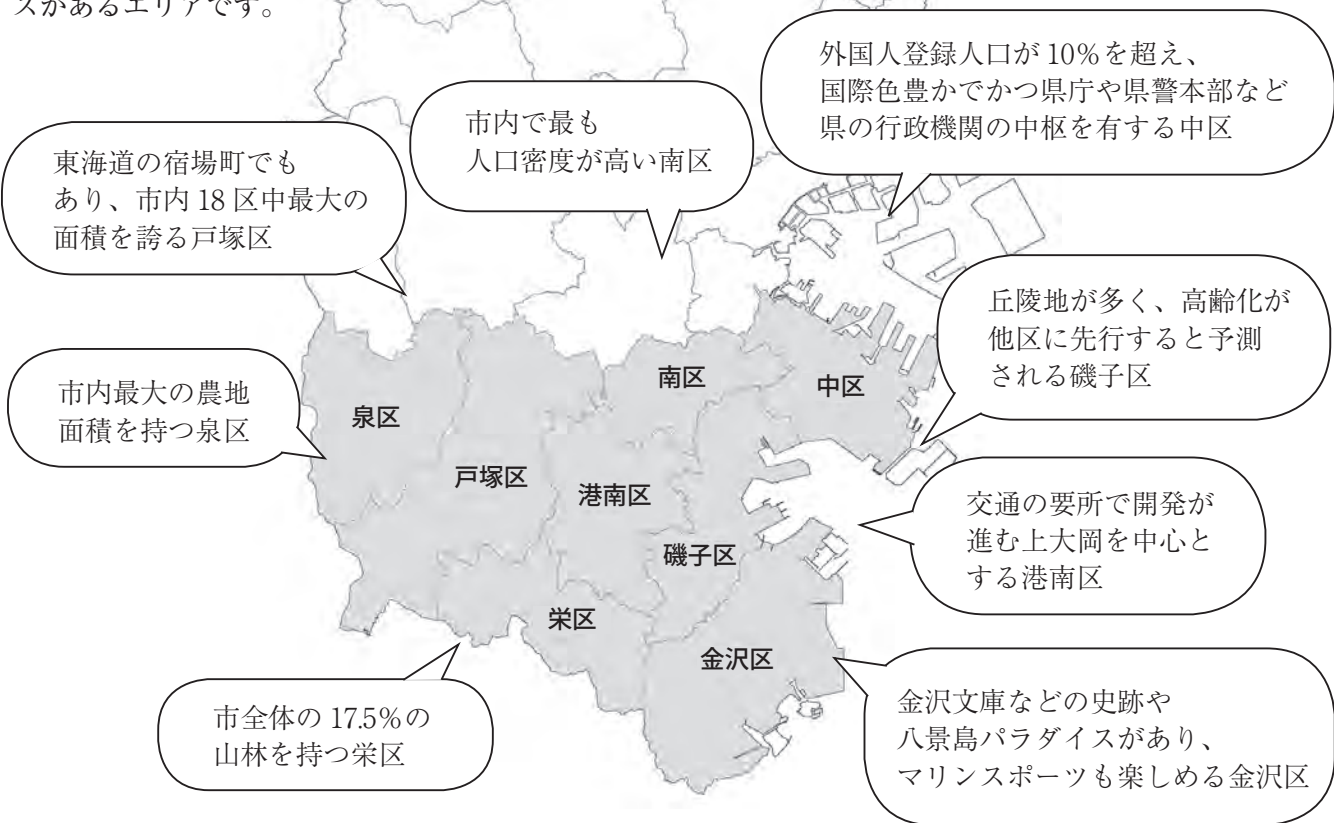 スがあるエリアです。
外国人登録人口が 10%を超え、
国際色豊かでかつ県庁や県警本部など
県の行政機関の中枢を有する中区
市内で最も
人口密度が高い南区
東海道の宿場町でも
あり、市内 18 区中最大の
面積を誇る戸塚区
丘陵地が多く、高齢化が
他区に先行すると予測
される磯子区
市内最大の農地
面積を持つ泉区
南区
中区
泉区
戸塚区
港南区
磯子区
栄区
金沢区
交通の要所で開発が
進む上大岡を中心と
する港南区
市全体の 17.5%の
山林を持つ栄区
金沢文庫などの史跡や
八景島パラダイスがあり、
マリンスポーツも楽しめる金沢区